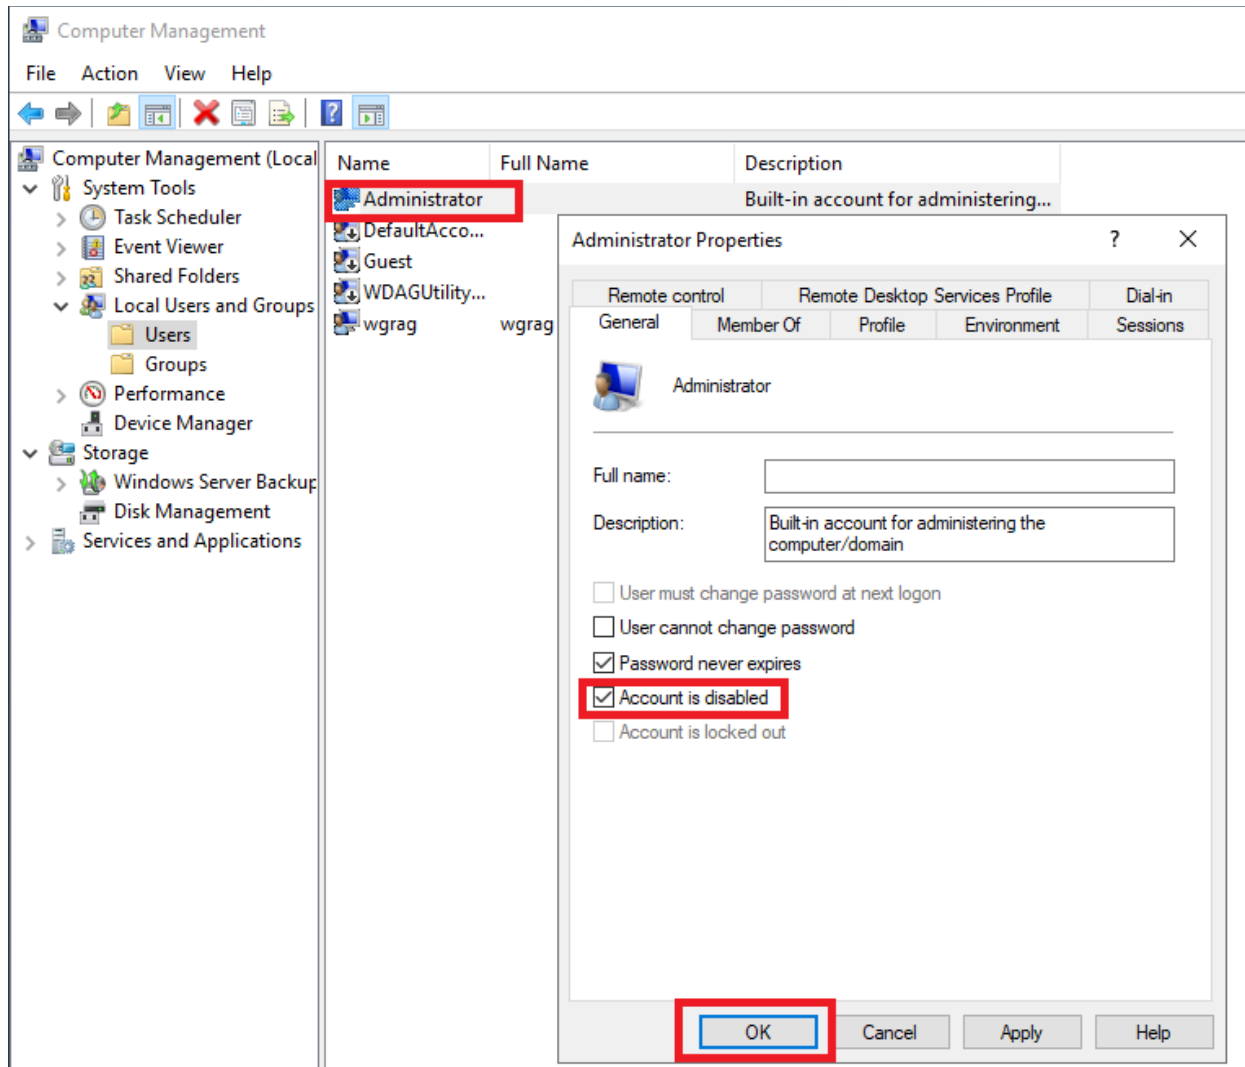 Computer Management
File Action View Help
Computer Management (Local
System Tools
Task Scheduler
Event Viewer
Shared Folders
Local Users and Groups
Users
Groups
Performance
Device Manager
Storage
Windows Server Backup
Disk Management
Services and Applications
Name Full Name Description
Administrator Built-in account for administering...
DefaultAcco...
Guest
WDAGUtility...
wgrag wgrag
Administrator Properties ?
Remote control Remote Desktop Services Profile Dial-in
General Member Of Profile Environment Sessions
Administrator
Full name:
Description: Built-in account for administering the
computer/domain
User must change password at next logon
User cannot change password
Password never expires
Account is disabled
Account is locked out
OK Cancel Apply Help